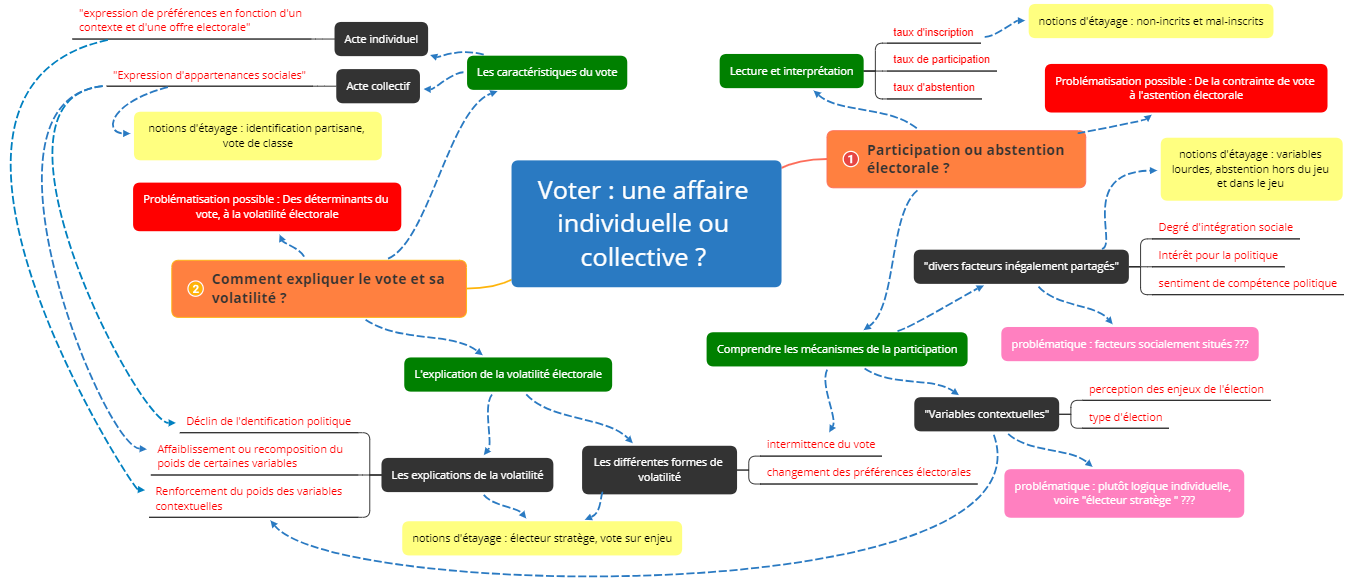 "expression de préférences en fonction d'un
contexte et d'une offre electorale"
Acte individuel
"Expression d'appartenances sociales"
Acte collectif
Les caractéristiques du vote
notions d'étayage : identification partisane,
vote de classe
Problématisation possible : Des déterminants du
vote, à la volatilité électorale
2
Comment expliquer le vote et sa
volatilité ?
Voter : une affaire
individuelle ou
collective ?
Lecture et interprétation
taux d'inscription
taux de participation
taux d'abstention
notions d'étayage : non-incrits et mal-inscrits
Problématisation possible : De la contrainte de vote
à l'astention électorale
1
Participation ou abstention
électorale ?
notions d'étayage : variables
lourdes, abstention hors du jeu
et dans le jeu
"divers facteurs inégalement partagés"
Degré d'intégration sociale
Intérêt pour la politique
sentiment de compétence politique
problématique : facteurs socialement situés ???
Comprendre les mécanismes de la participation
"Variables contextuelles"
perception des enjeux de l'élection
type d'élection
problématique : plutôt logique individuelle,
voire "électeur stratège " ???
L'explication de la volatilité électorale
Les différentes formes de
volatilité
intermittence du vote
changement des préférences électorales
Les explications de la volatilité
Déclin de l'dentification politique
Affaiblissement ou recomposition du
poids de certaines variables
Renforcement du poids des variables
contextuelles
notions d'étayage : électeur stratège, vote sur enjeu